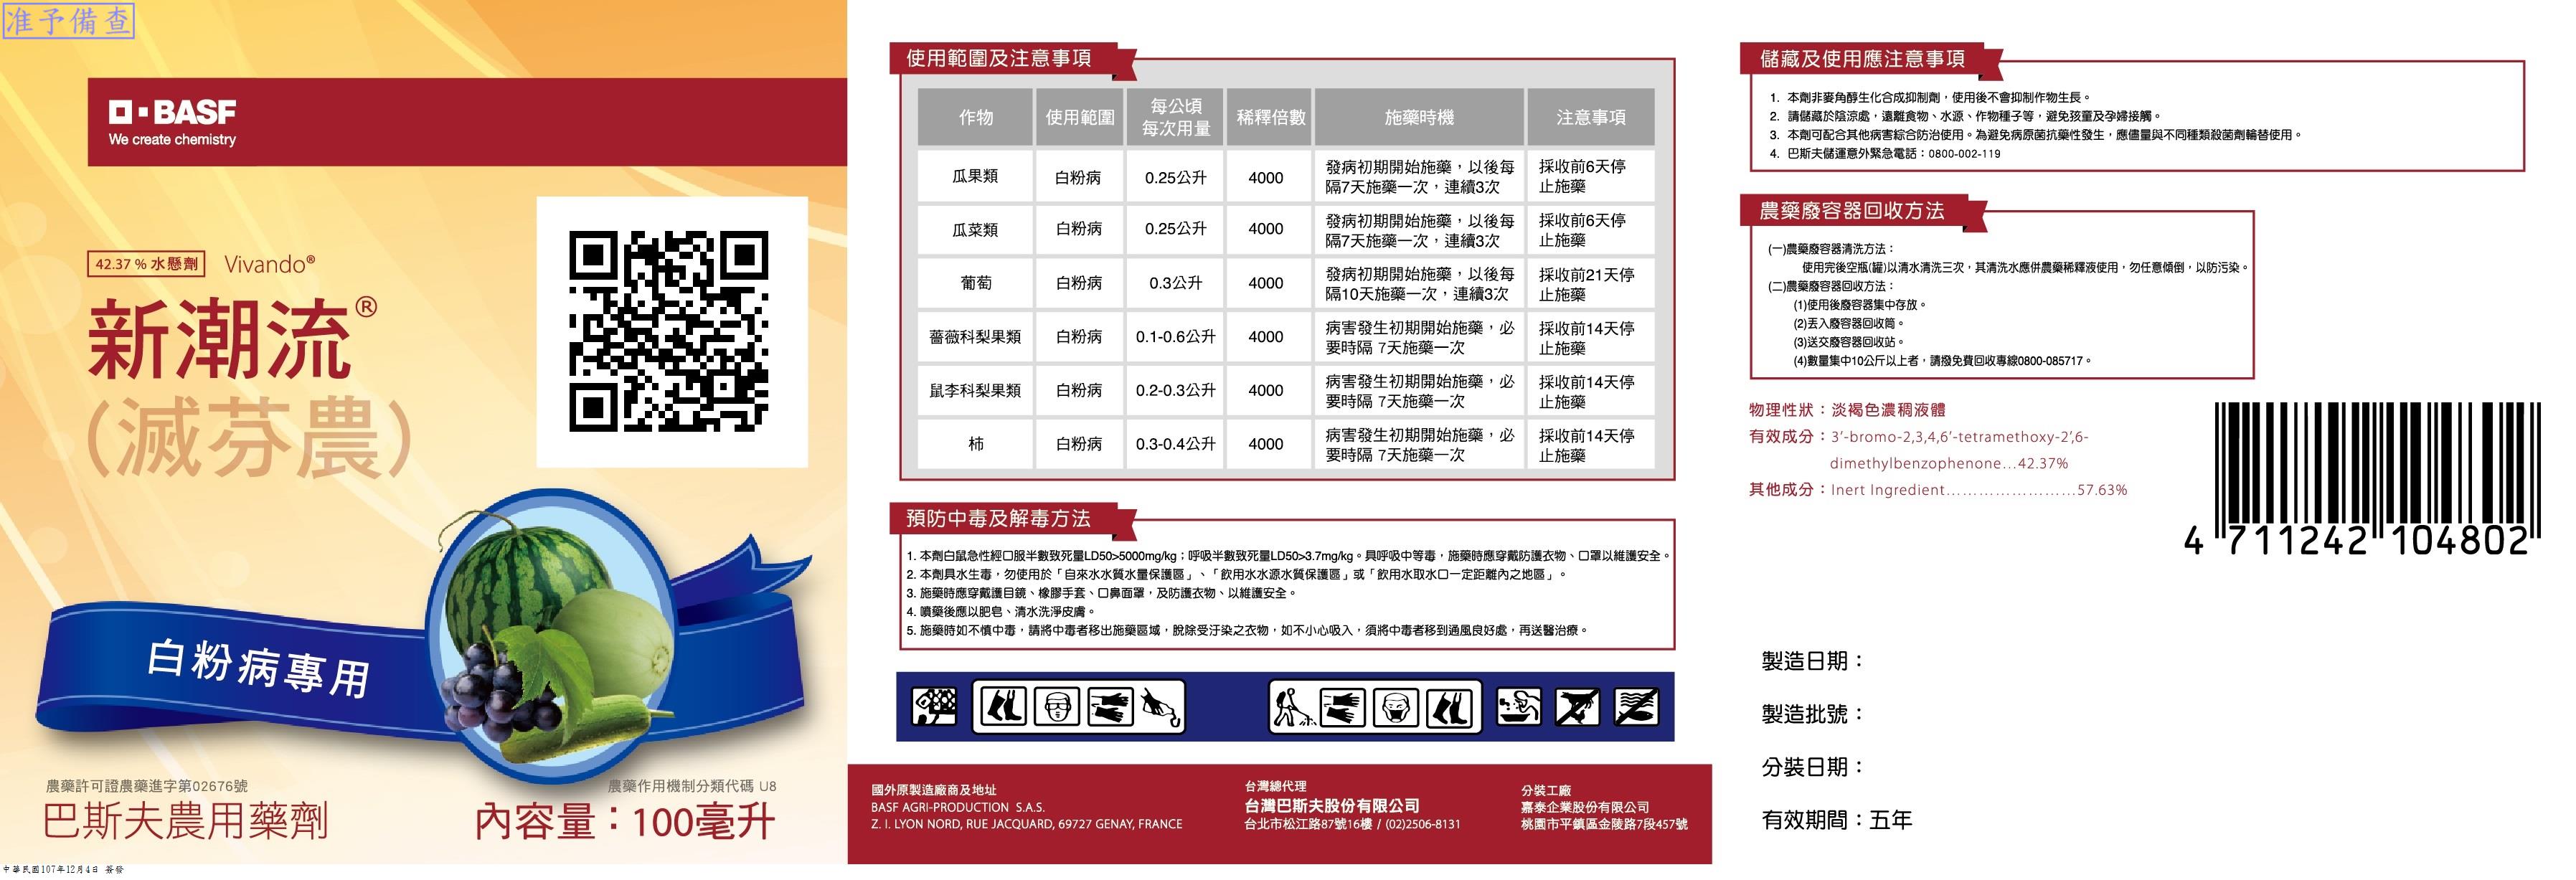 准予備查
BASF
We create chemistry
42.37 % 水懸劑 Vivando®
新潮流®
(滅芬農)
白粉病專用
農藥許可證農藥進字第02676號
農藥作用機制分類代碼 U8
巴斯夫農用藥劑
內容量：100毫升
中華民國107年12月4日 簽發
使用範圍及注意事項
作物 使用範圍 每公頃每次用量 稀釋倍數 施藥時機 注意事項
瓜果類 白粉病 0.25公升 4000 發病初期開始施藥，以後每隔7天施藥一次，連續3次 採收前6天停止施藥
瓜菜類 白粉病 0.25公升 4000 發病初期開始施藥，以後每隔7天施藥一次，連續3次 採收前6天停止施藥
葡萄 白粉病 0.3公升 4000 發病初期開始施藥，以後每隔10天施藥一次，連續3次 採收前21天停止施藥
薔薇科梨果類 白粉病 0.1-0.6公升 4000 病害發生初期開始施藥，必要時隔 7天施藥一次 採收前14天停止施藥
鼠李科梨果類 白粉病 0.2-0.3公升 4000 病害發生初期開始施藥，必要時隔 7天施藥一次 採收前14天停止施藥
柿 白粉病 0.3-0.4公升 4000 病害發生初期開始施藥，必要時隔 7天施藥一次 採收前14天停止施藥
預防中毒及解毒方法
1. 本劑白鼠急性經口服半數致死量LD50>5000mg/kg；呼吸半數致死量LD50>3.7mg/kg。具呼吸中等毒，施藥時應穿戴防護衣物、口罩以維護安全。
2. 本劑具水生毒，勿使用於「自來水水質水量保護區」、「飲用水水源水質保護區」或「飲用水取水口一定距離內之地區」。
3. 施藥時應穿戴護目鏡、橡膠手套、口鼻面罩，及防護衣物、以維護安全。
4. 噴藥後應以肥皂、清水洗淨皮膚。
5. 施藥時如不慎中毒，請將中毒者移出施藥區域，脫除受汙染之衣物，如不小心吸入，須將中毒者移到通風良好處，再送醫治療。
國外原製造廠商及地址
BASF AGRI-PRODUCTION S.A.S.
Z. I. LYON NORD, RUE JACQUARD, 69727 GENAY, FRANCE
台灣總代理
台灣巴斯夫股份有限公司
台北市松江路87號16樓 / (02)2506-8131
分裝工廠
嘉泰企業股份有限公司
桃園市平鎮區金陵路7段457號
儲藏及使用應注意事項
1. 本劑非麥角醇生化合成抑制劑，使用後不會抑制作物生長。
2. 請儲藏於陰涼處，遠離食物、水源、作物種子等，避免孩童及孕婦接觸。
3. 本劑可配合其他病害綜合防治使用。為避免病原菌抗藥性發生，應儘量與不同種類殺菌劑輪替使用。
4. 巴斯夫儲運意外緊急電話：0800-002-119
農藥廢容器回收方法
(一)農藥廢容器清洗方法：
使用完後空瓶(罐)以清水清洗三次，其清洗水應併農藥稀釋液使用，勿任意傾倒，以防污染。
(二)農藥廢容器回收方法：
(1)使用後廢容器集中存放。
(2)丟入廢容器回收筒。
(3)送交廢容器回收站。
(4)數量集中10公斤以上者，請撥免費回收專線0800-085717。
物理性狀：淡褐色濃稠液體
有效成分：3’-bromo-2,3,4,6’-tetramethoxy-2’,6-
dimethylbenzophenone...42.37%
其他成分：Inert Ingredient........................57.63%
4 711242 104802
製造日期：
製造批號：
分裝日期：
有效期間：五年